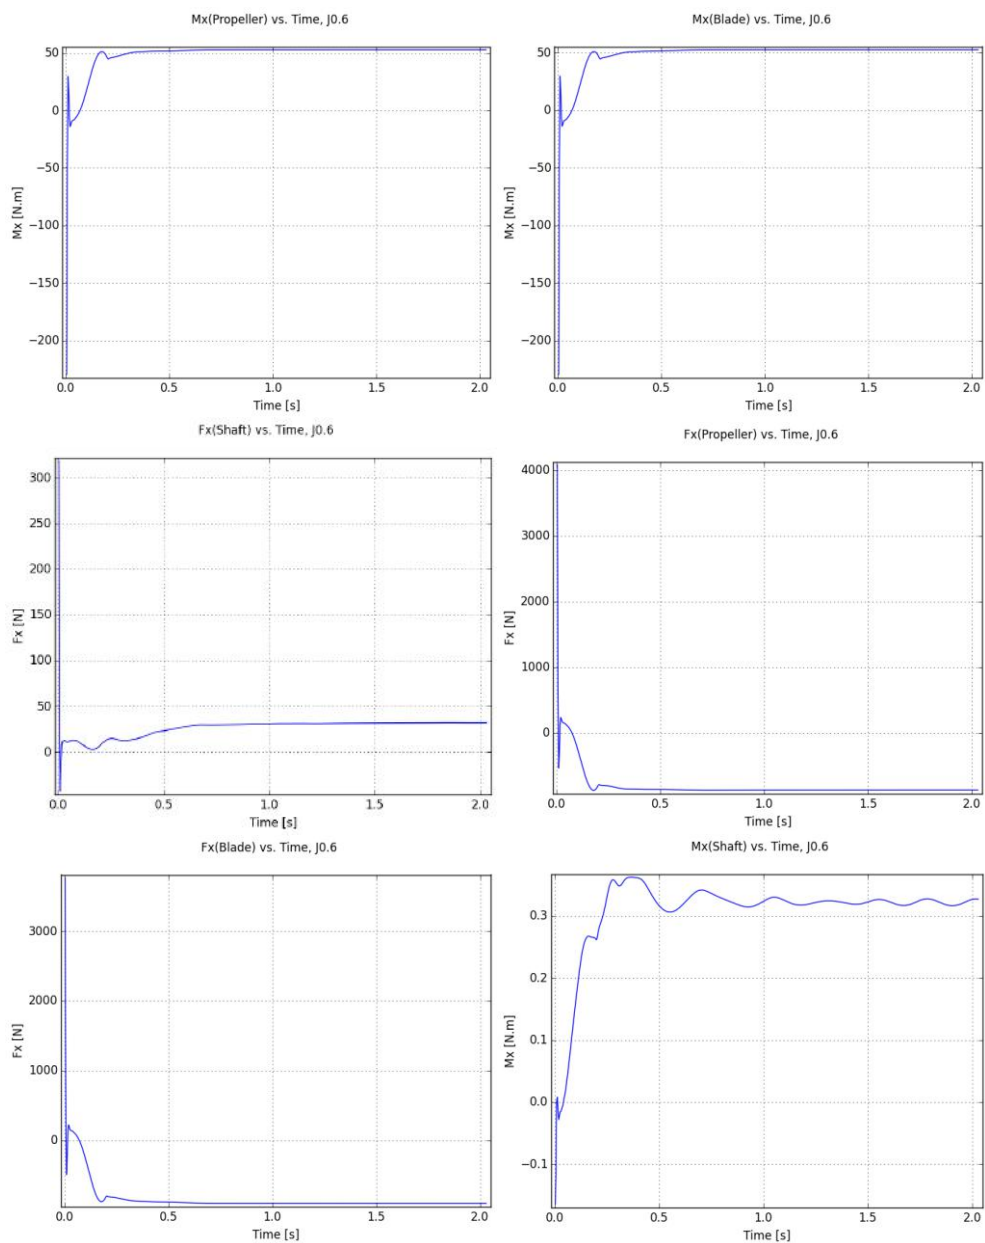 Mx(Propeller) vs. Time, J0.6
50
0
−50
−100
−150
−200
Mx [N.m]
0.0 0.5 1.0 1.5 2.0
Time [s]
Mx(Blade) vs. Time, J0.6
50
0
−50
−100
−150
−200
Mx [N.m]
0.0 0.5 1.0 1.5 2.0
Time [s]
Fx(Shaft) vs. Time, J0.6
300
250
200
150
100
50
0
Fx [N]
0.0 0.5 1.0 1.5 2.0
Time [s]
Fx(Propeller) vs. Time, J0.6
4000
3000
2000
1000
0
Fx [N]
0.0 0.5 1.0 1.5 2.0
Time [s]
Fx(Blade) vs. Time, J0.6
3000
2000
1000
0
Fx [N]
0.0 0.5 1.0 1.5 2.0
Time [s]
Mx(Shaft) vs. Time, J0.6
0.3
0.2
0.1
0.0
−0.1
Mx [N.m]
0.0 0.5 1.0 1.5 2.0
Time [s]